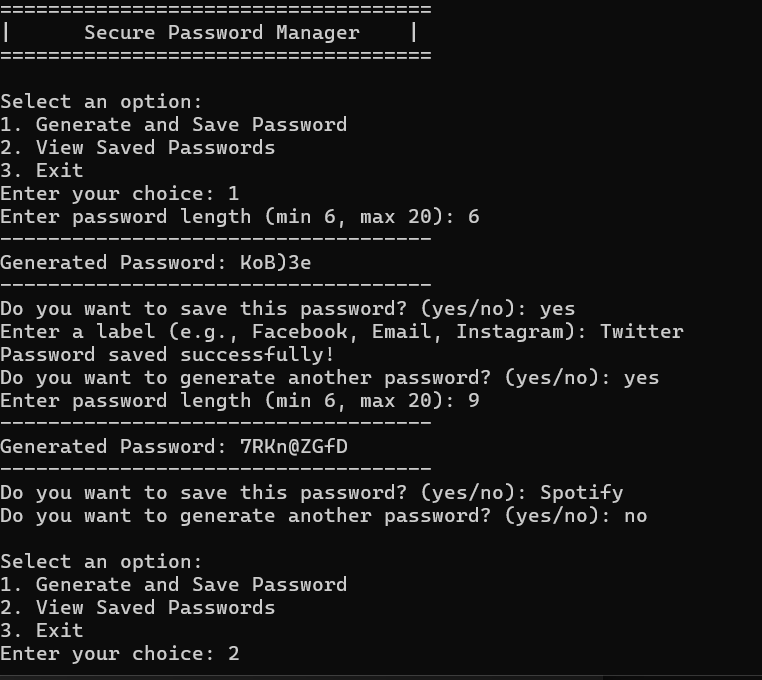 ====================================
|      Secure Password Manager    |
====================================
Select an option:
1. Generate and Save Password
2. View Saved Passwords
3. Exit
Enter your choice: 1
Enter password length (min 6, max 20): 6
------------------------------------
Generated Password: KoB)3e
------------------------------------
Do you want to save this password? (yes/no): yes
Enter a label (e.g., Facebook, Email, Instagram): Twitter
Password saved successfully!
Do you want to generate another password? (yes/no): yes
Enter password length (min 6, max 20): 9
------------------------------------
Generated Password: 7RKn@ZGfD
------------------------------------
Do you want to save this password? (yes/no): Spotify
Do you want to generate another password? (yes/no): no
Select an option:
1. Generate and Save Password
2. View Saved Passwords
3. Exit
Enter your choice: 2